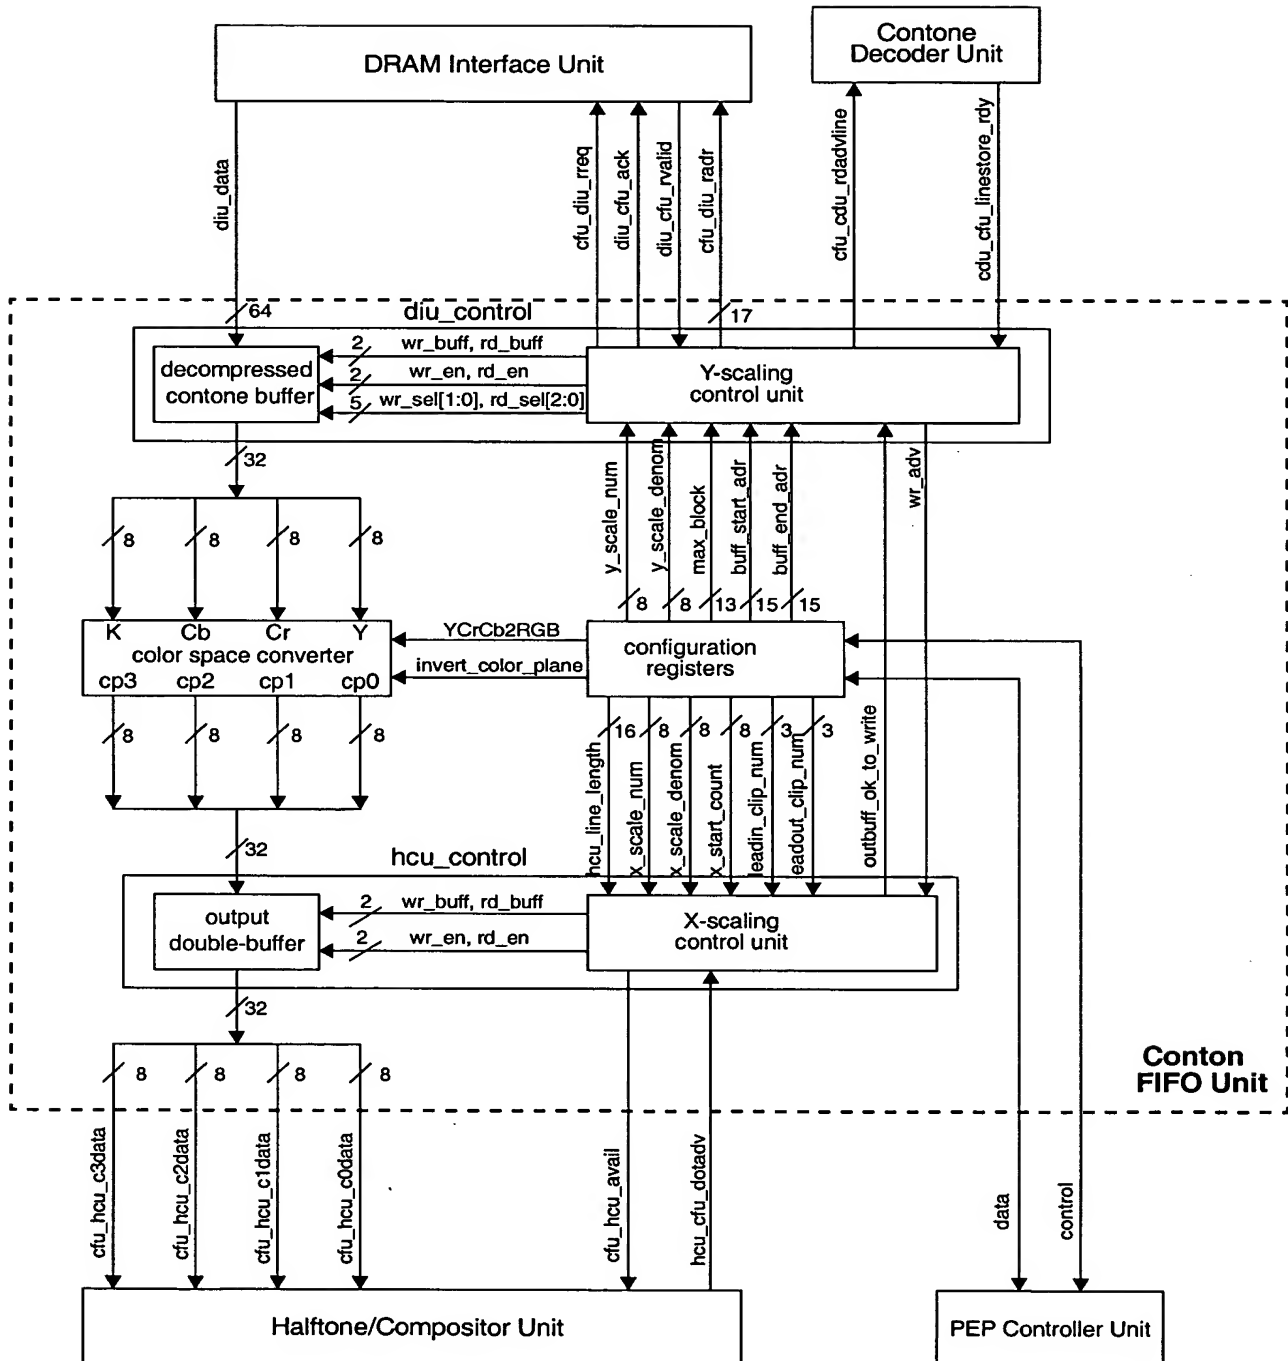 DRAM Interface Unit
Contone
Decoder Unit
diu_data
cfu_diu_rreq
diu_cfu_ack
diu_cfu_rvalid
cfu_diu_radr
cfu_cdu_rdadvline
cdu_cfu_linestore_rdy
64
diu_control
17
decompressed
contone buffer
2
wr_buff, rd_buff
2
wr_en, rd_en
5
wr_sel[1:0], rd_sel[2:0]
Y-scaling
control unit
32
8
8
8
8
y_scale_num
y_scale_denom
max_block
buff_start_adr
buff_end_adr
wr_adv
8
8
13
15
15
K
Cb
Cr
Y
color space converter
cp3
cp2
cp1
cp0
YCrCb2RGB
invert_color_plane
configuration
registers
8
8
8
8
16
8
8
8
3
3
hcu_line_length
x_scale_num
x_scale_denom
x_start_count
leadin_clip_num
eadout_clip_num
outbuff_ok_to_write
32
hcu_control
output
double-buffer
2
wr_buff, rd_buff
2
wr_en, rd_en
X-scaling
control unit
32
8
8
8
8
Conton
FIFO Unit
cfu_hcu_c3data
cfu_hcu_c2data
cfu_hcu_c1data
cfu_hcu_c0data
cfu_hcu_avail
hcu_cfu_dotadv
data
control
Halftone/Compositor Unit
PEP Controller Unit